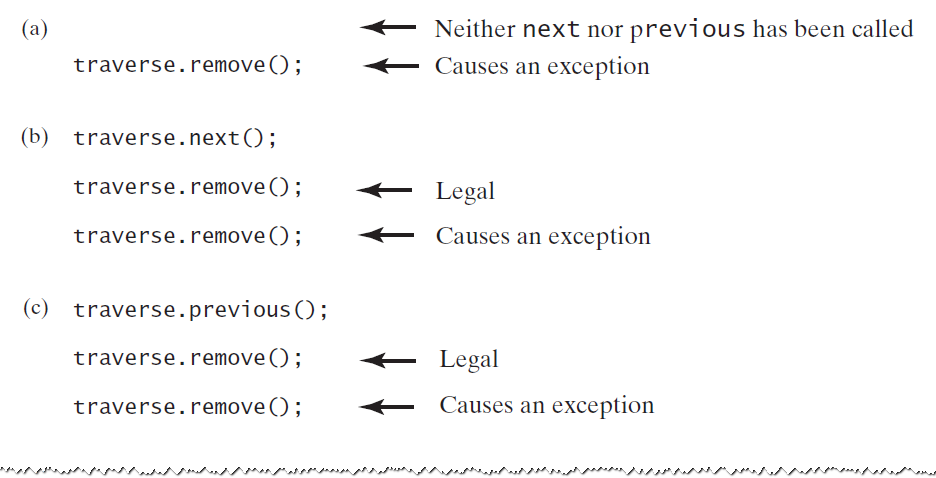 (a) Neither next nor previous has been called
traverse.remove(); Causes an exception
(b) traverse.next();
traverse.remove(); Legal
traverse.remove(); Causes an exception
(c) traverse.previous();
traverse.remove(); Legal
traverse.remove(); Causes an exception